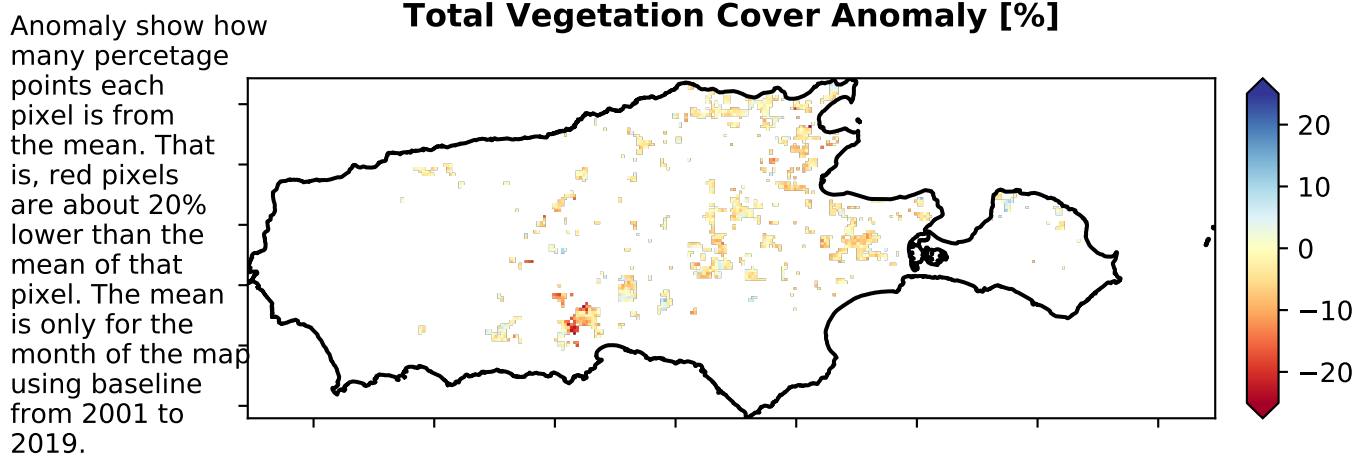 Total Vegetation Cover Anomaly [%]
Anomaly show how
many percetage
points each
pixel is from
the mean. That
is, red pixels
are about 20%
lower than the
mean of that
pixel. The mean
is only for the
month of the map
using baseline
from 2001 to
2019.
20
10
0
−10
−20